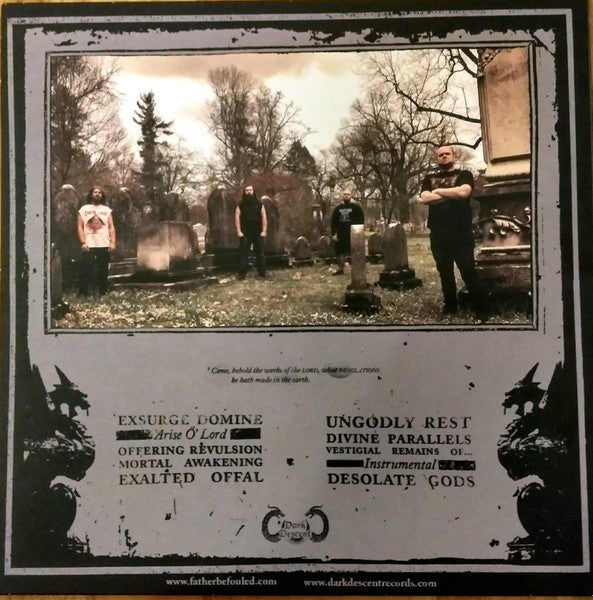 ⁸ Come, behold the works of the LORD, what DESOLATIONS
he hath made in the earth.
EXSURGE DOMINE
Arise O' Lord
OFFERING REVULSION
MORTAL AWAKENING
EXALTED OFFAL
UNGODLY REST
DIVINE PARALLELS
VESTIGIAL REMAINS OF...
Instrumental
DESOLATE GODS
Dark
Descent
www.fatherbefouled.com
www.darkdescentrecords.com